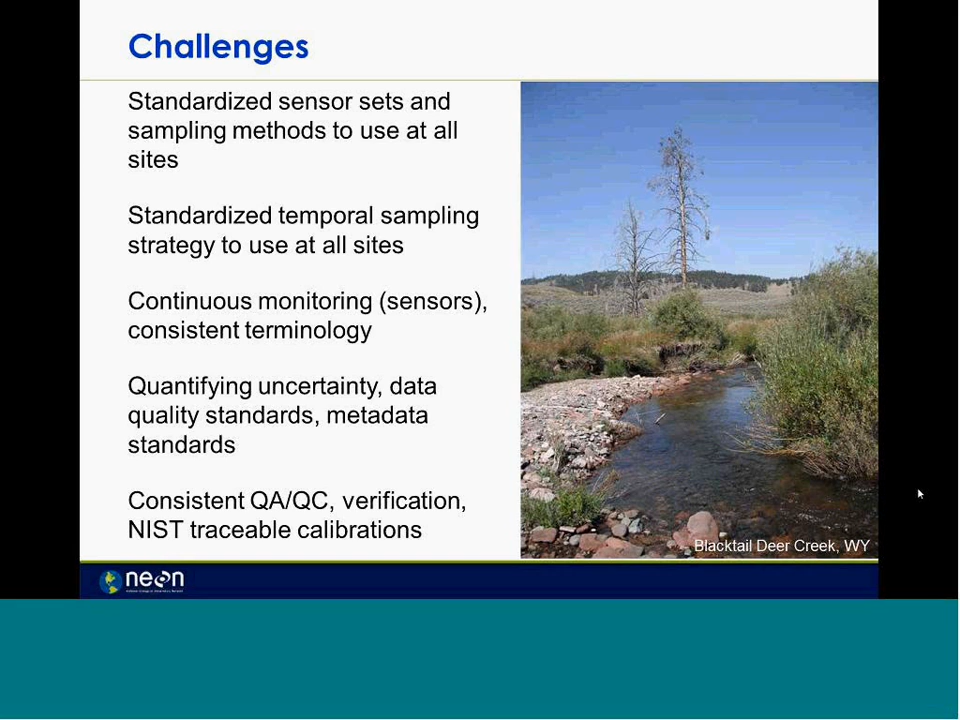 Challenges
Standardized sensor sets and
sampling methods to use at all
sites
Standardized temporal sampling
strategy to use at all sites
Continuous monitoring (sensors),
consistent terminology
Quantifying uncertainty, data
quality standards, metadata
standards
Consistent QA/QC, verification,
NIST traceable calibrations
Blacktail Deer Creek, WY
neon